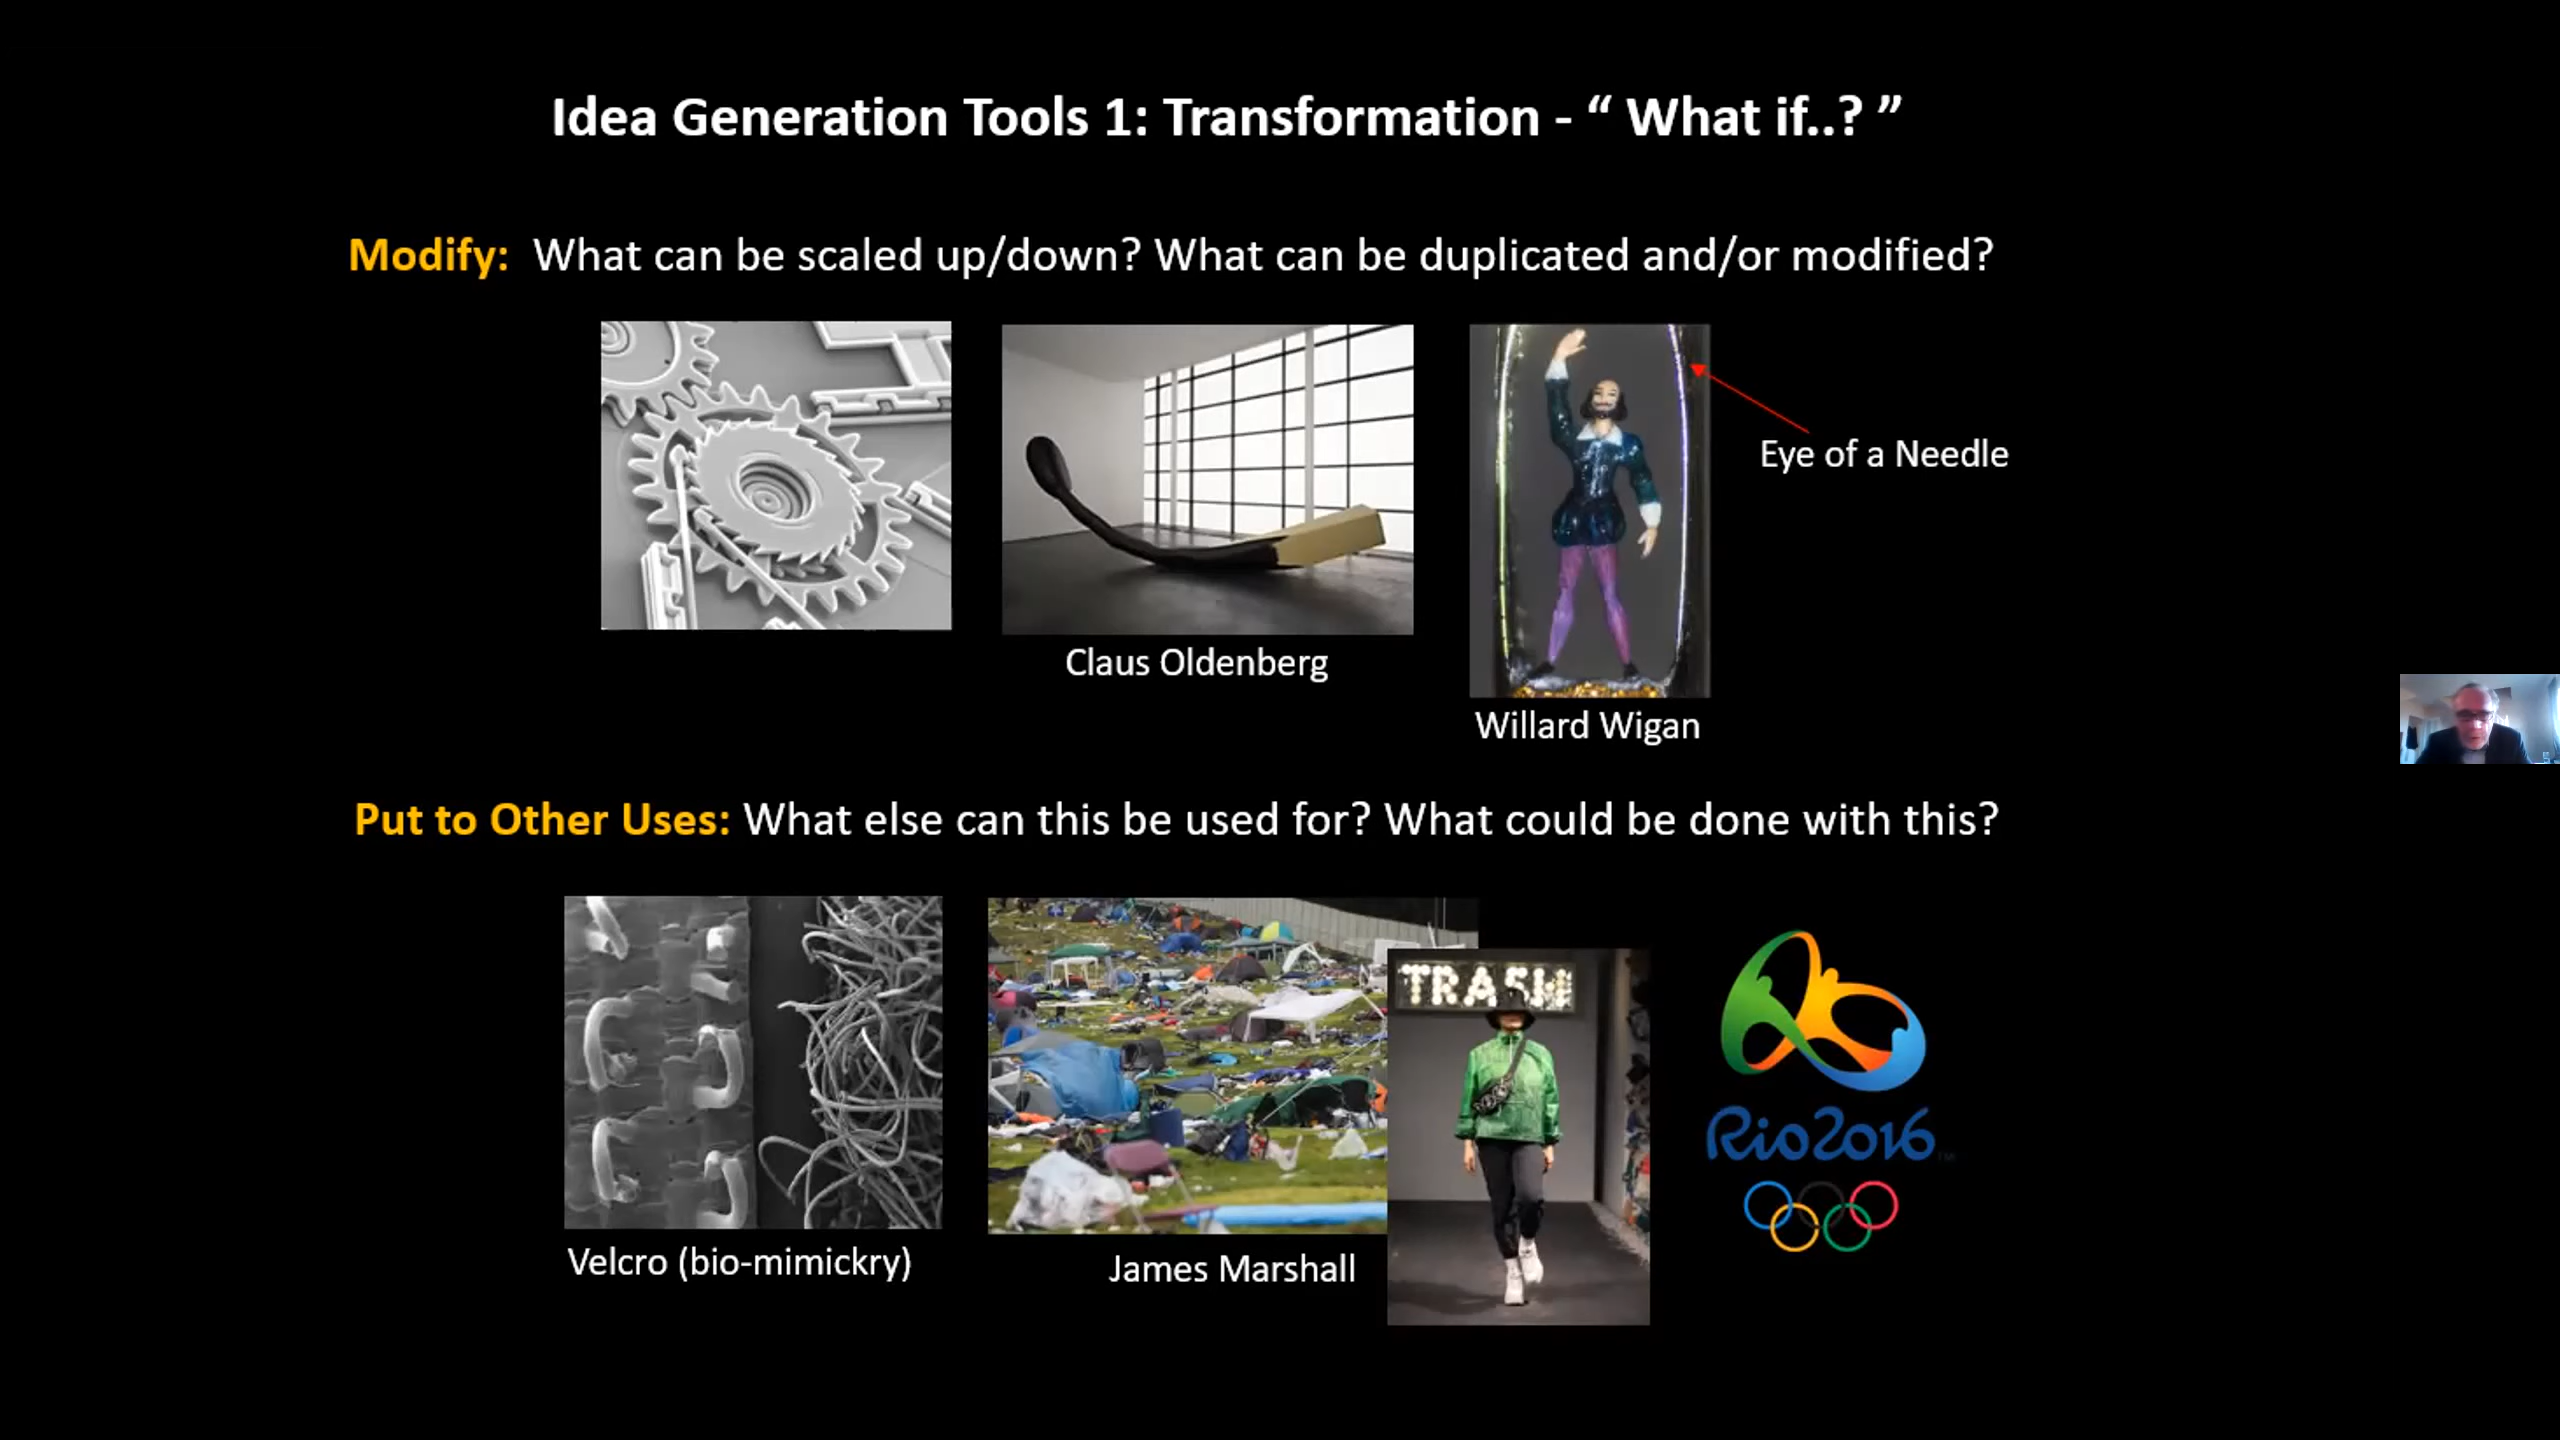 Idea Generation Tools 1: Transformation - “ What if..? ”
Modify: What can be scaled up/down? What can be duplicated and/or modified?
Eye of a Needle
Claus Oldenberg
Willard Wigan
Put to Other Uses: What else can this be used for? What could be done with this?
TRASH
Rio2016
TM
Velcro (bio-mimickry)
James Marshall